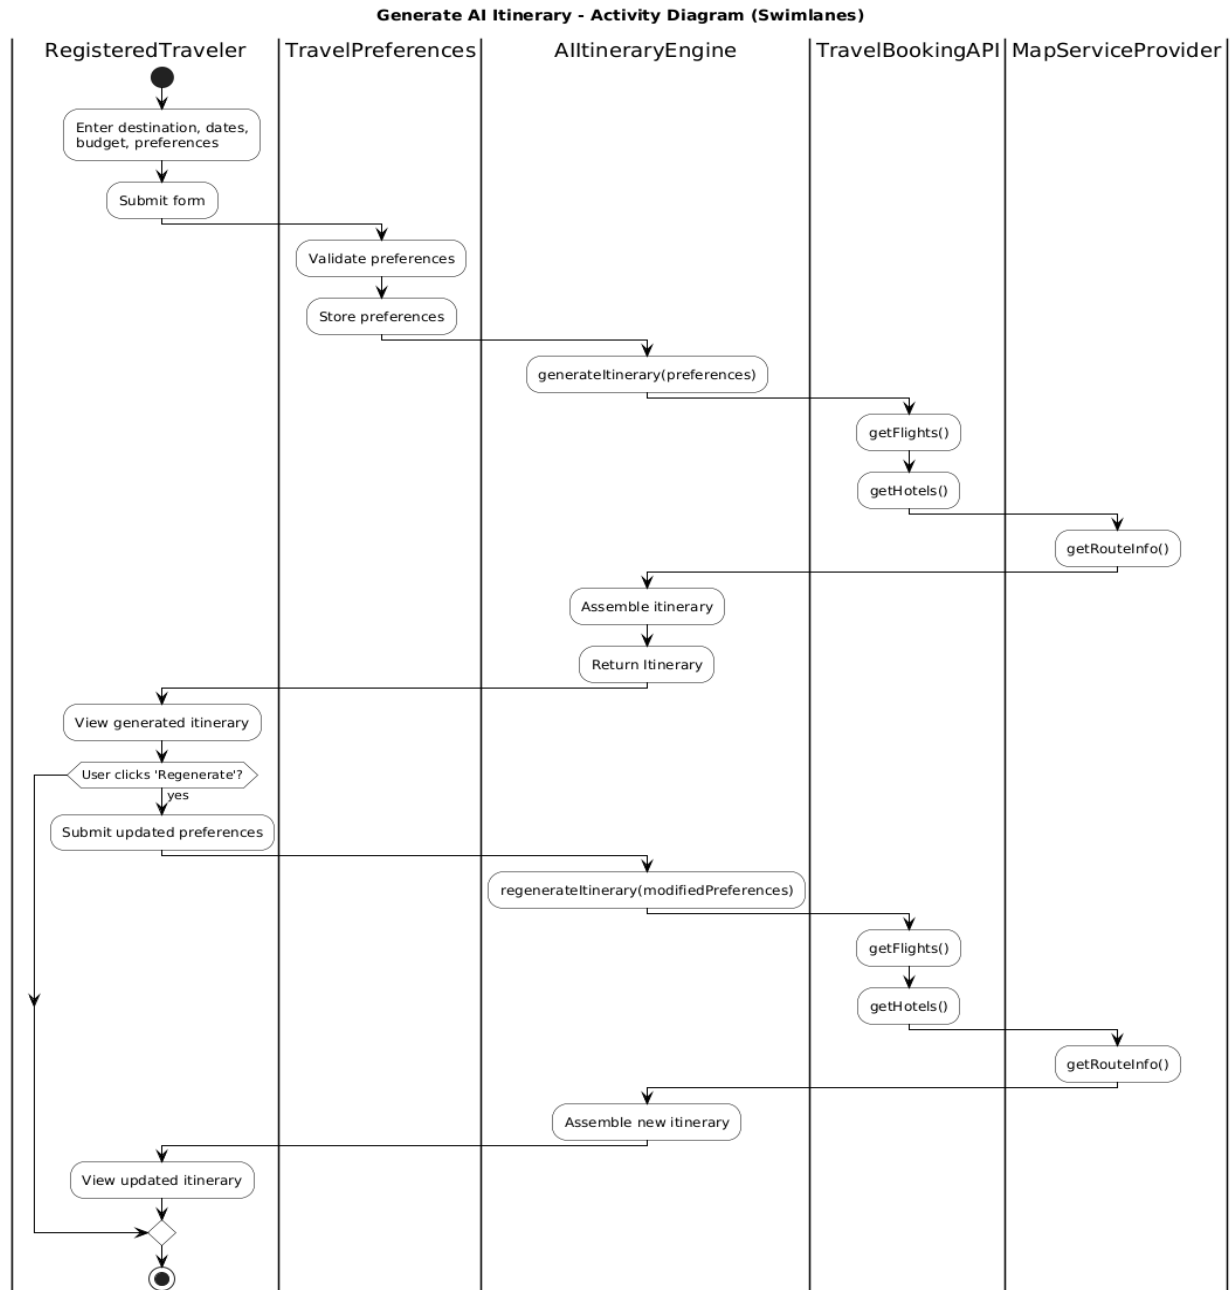 Generate AI Itinerary - Activity Diagram (Swimlanes)
RegisteredTraveler
TravelPreferences
AIItineraryEngine
TravelBookingAPI
MapServiceProvider
Enter destination, dates,
budget, preferences
Submit form
Validate preferences
Store preferences
generateItinerary(preferences)
getFlights()
getHotels()
getRouteInfo()
Assemble itinerary
Return Itinerary
View generated itinerary
User clicks 'Regenerate'?
yes
Submit updated preferences
regenerateItinerary(modifiedPreferences)
getFlights()
getHotels()
getRouteInfo()
Assemble new itinerary
View updated itinerary